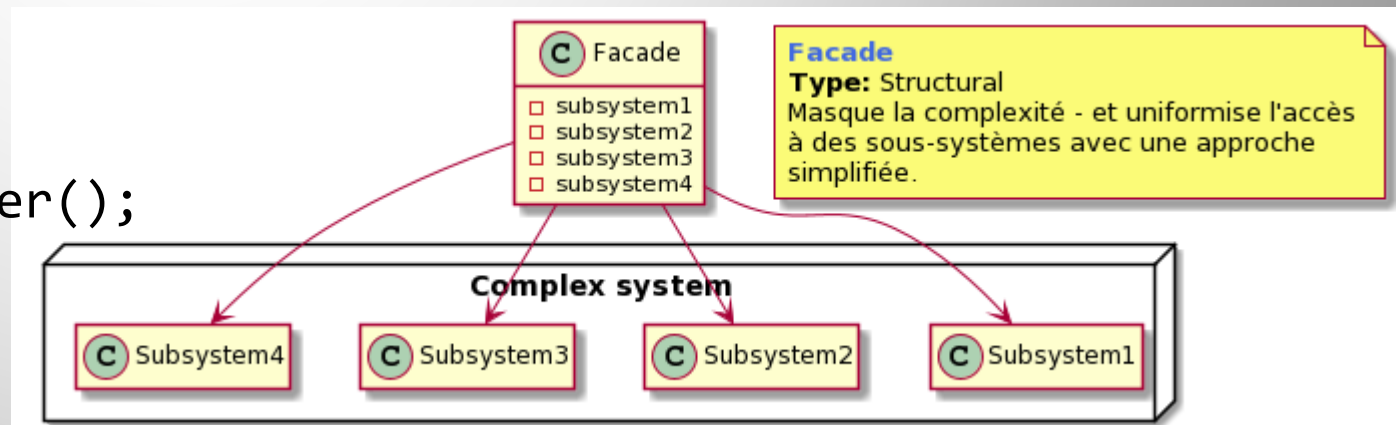 C Facade
subsystem1
subsystem2
subsystem3
subsystem4
Facade
Type: Structural
Masque la complexité - et uniformise l'accès
à des sous-systèmes avec une approche
simplifiée.
er();
Complex system
C Subsystem4
C Subsystem3
C Subsystem2
C Subsystem1